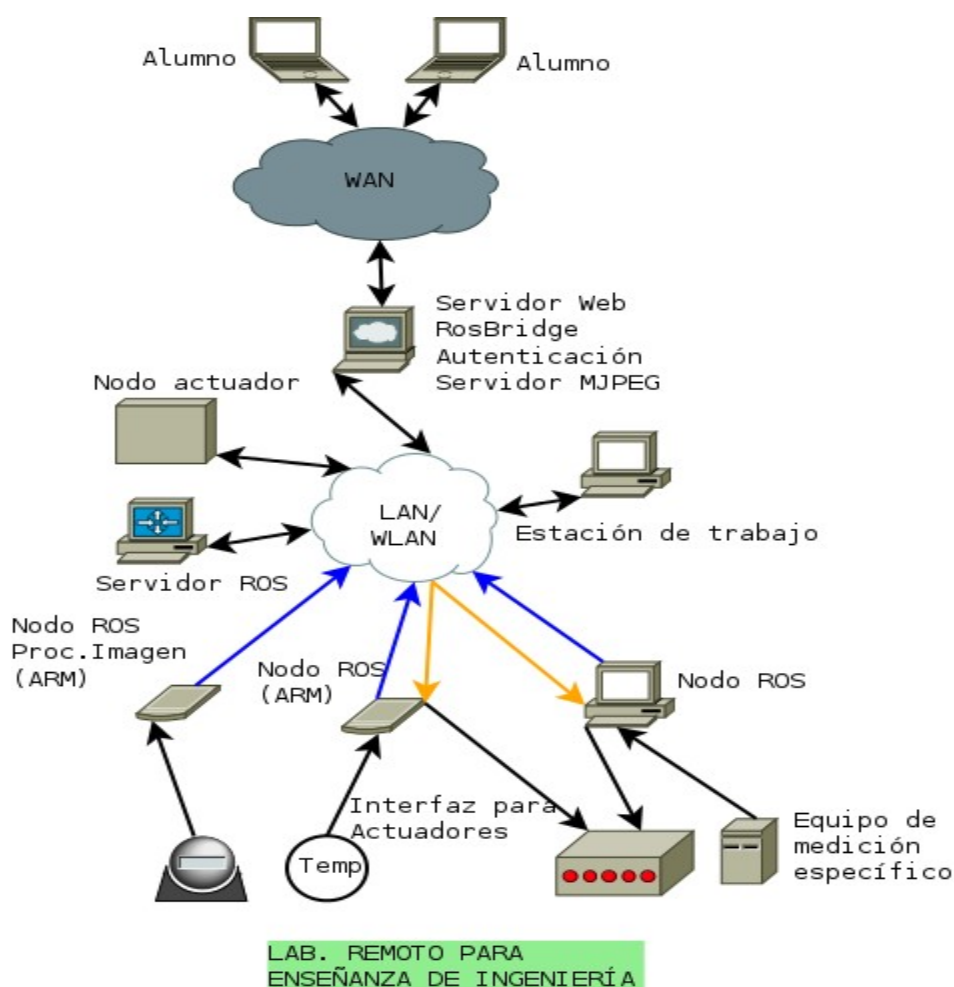 Alumno
Alumno
WAN
Servidor Web
RosBridge
Autenticación
Servidor MJPEG
Nodo actuador
LAN/
WLAN
Estación de trabajo
Servidor ROS
Nodo ROS
Proc.Imagen
(ARM)
Nodo ROS
(ARM)
Nodo ROS
Interfaz para
Actuadores
Temp
Equipo de
medición
específico
LAB. REMOTO PARA
ENSEÑANZA DE INGENIERÍA